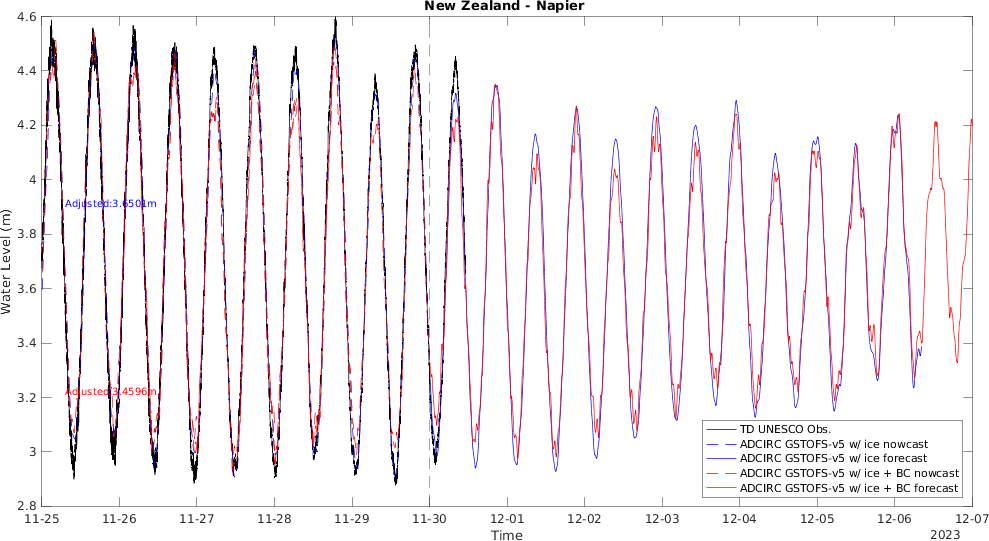 New Zealand - Napier
4.6
4.4
4.2
4
3.8
3.6
3.4
3.2
3
2.8
Water Level (m)
Adjusted:3.6501m
Adjusted:3.4596m
TD UNESCO Obs.
ADCIRC GSTOFS-v5 w/ ice nowcast
ADCIRC GSTOFS-v5 w/ ice forecast
ADCIRC GSTOFS-v5 w/ ice + BC nowcast
ADCIRC GSTOFS-v5 w/ ice + BC forecast
11-25 11-26 11-27 11-28 11-29 11-30 12-01 12-02 12-03 12-04 12-05 12-06 12-07
Time
2023